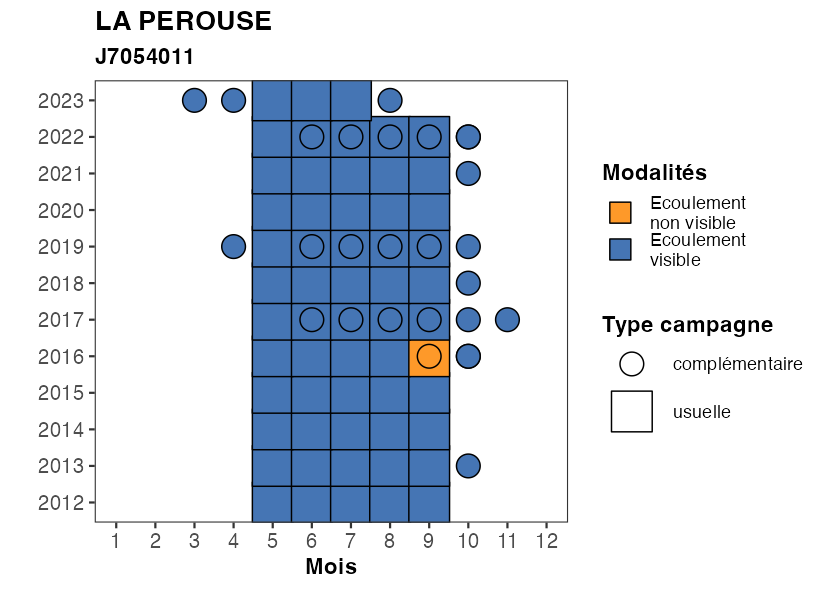 LA PEROUSE
J7054011
2023
2022
2021
2020
2019
2018
2017
2016
2015
2014
2013
2012
1 2 3 4 5 6 7 8 9 10 11 12
Mois
Modalités
Ecoulement
non visible
Ecoulement
visible
Type campagne
complémentaire
usuelle